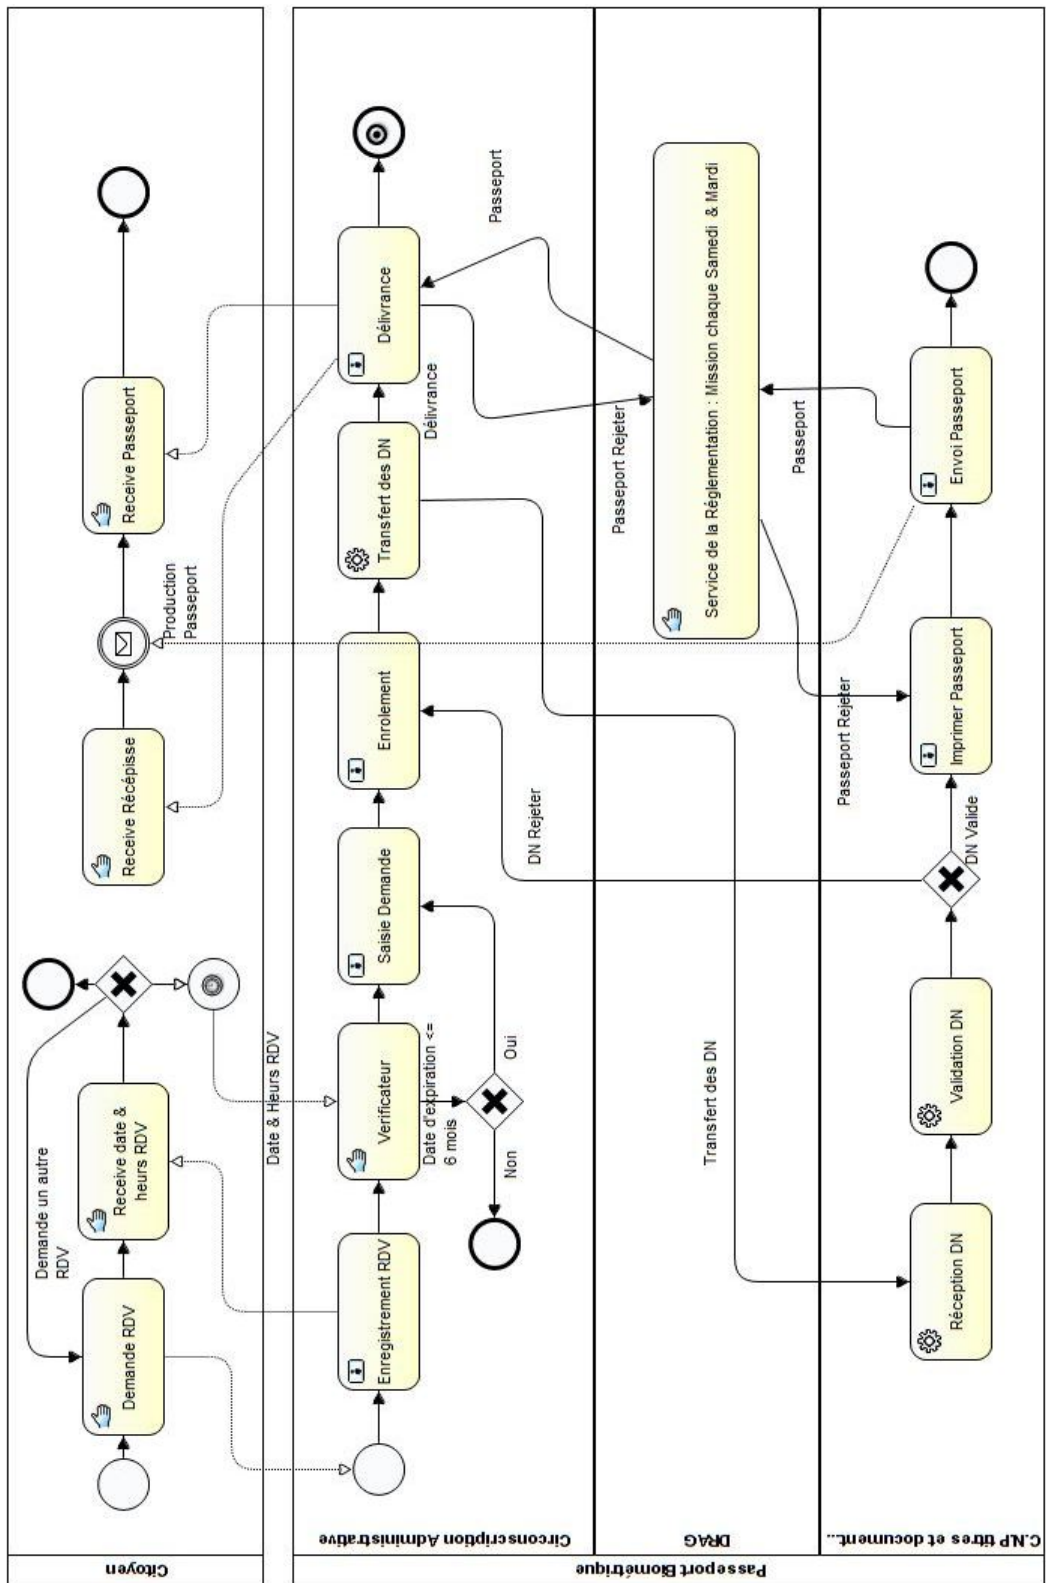 Citoyen
Demande RDV
Demande un autre
RDV
Receive date &
heurs RDV
Receive Récépisse
Production
Passeport
Receive Passeport
Date & Heurs RDV
Passeport Biométrique
Circonscription Administrative
Enregistrement RDV
Verificateur
Date d'expiration <=
6 mois
Non
Oui
Saisie Demande
Enrolement
Transfert des DN
Délivrance
Délivrance
Passeport
DN Rejeter
Passeport Rejeter
DRAG
Transfert des DN
Service de la Règlementation : Mission chaque Samedi & Mardi
Passeport Rejeter
Passeport
C.N.P titres et document...
Réception DN
Validation DN
DN Valide
Imprimer Passeport
Envoi Passeport